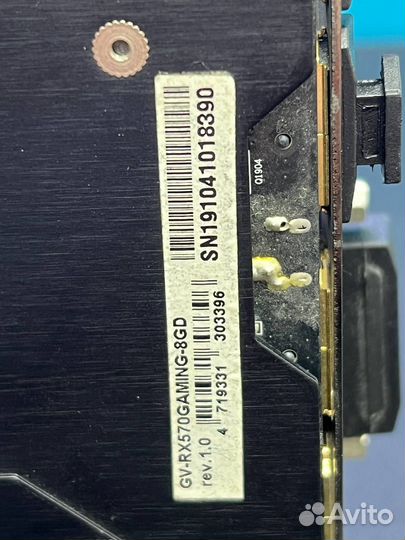 SN191041018390
GV-RX570GAMING-8GD
rev.1.0
4 719331 303396
Q1904
Avito